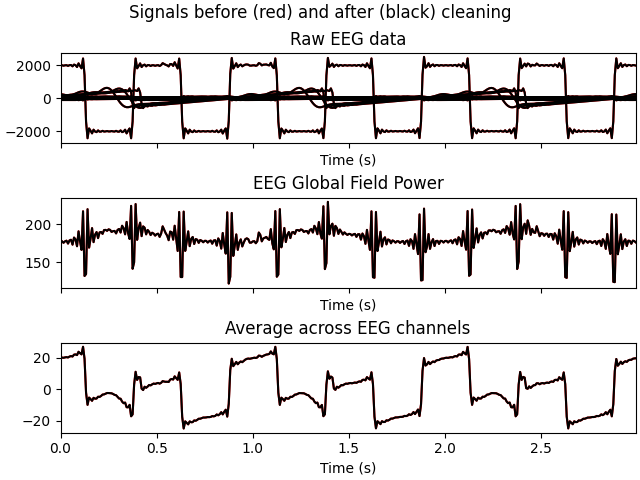 Signals before (red) and after (black) cleaning
Raw EEG data
2000
0
−2000
Time (s)
EEG Global Field Power
200
150
Time (s)
Average across EEG channels
20
0
−20
0.0 0.5 1.0 1.5 2.0 2.5
Time (s)